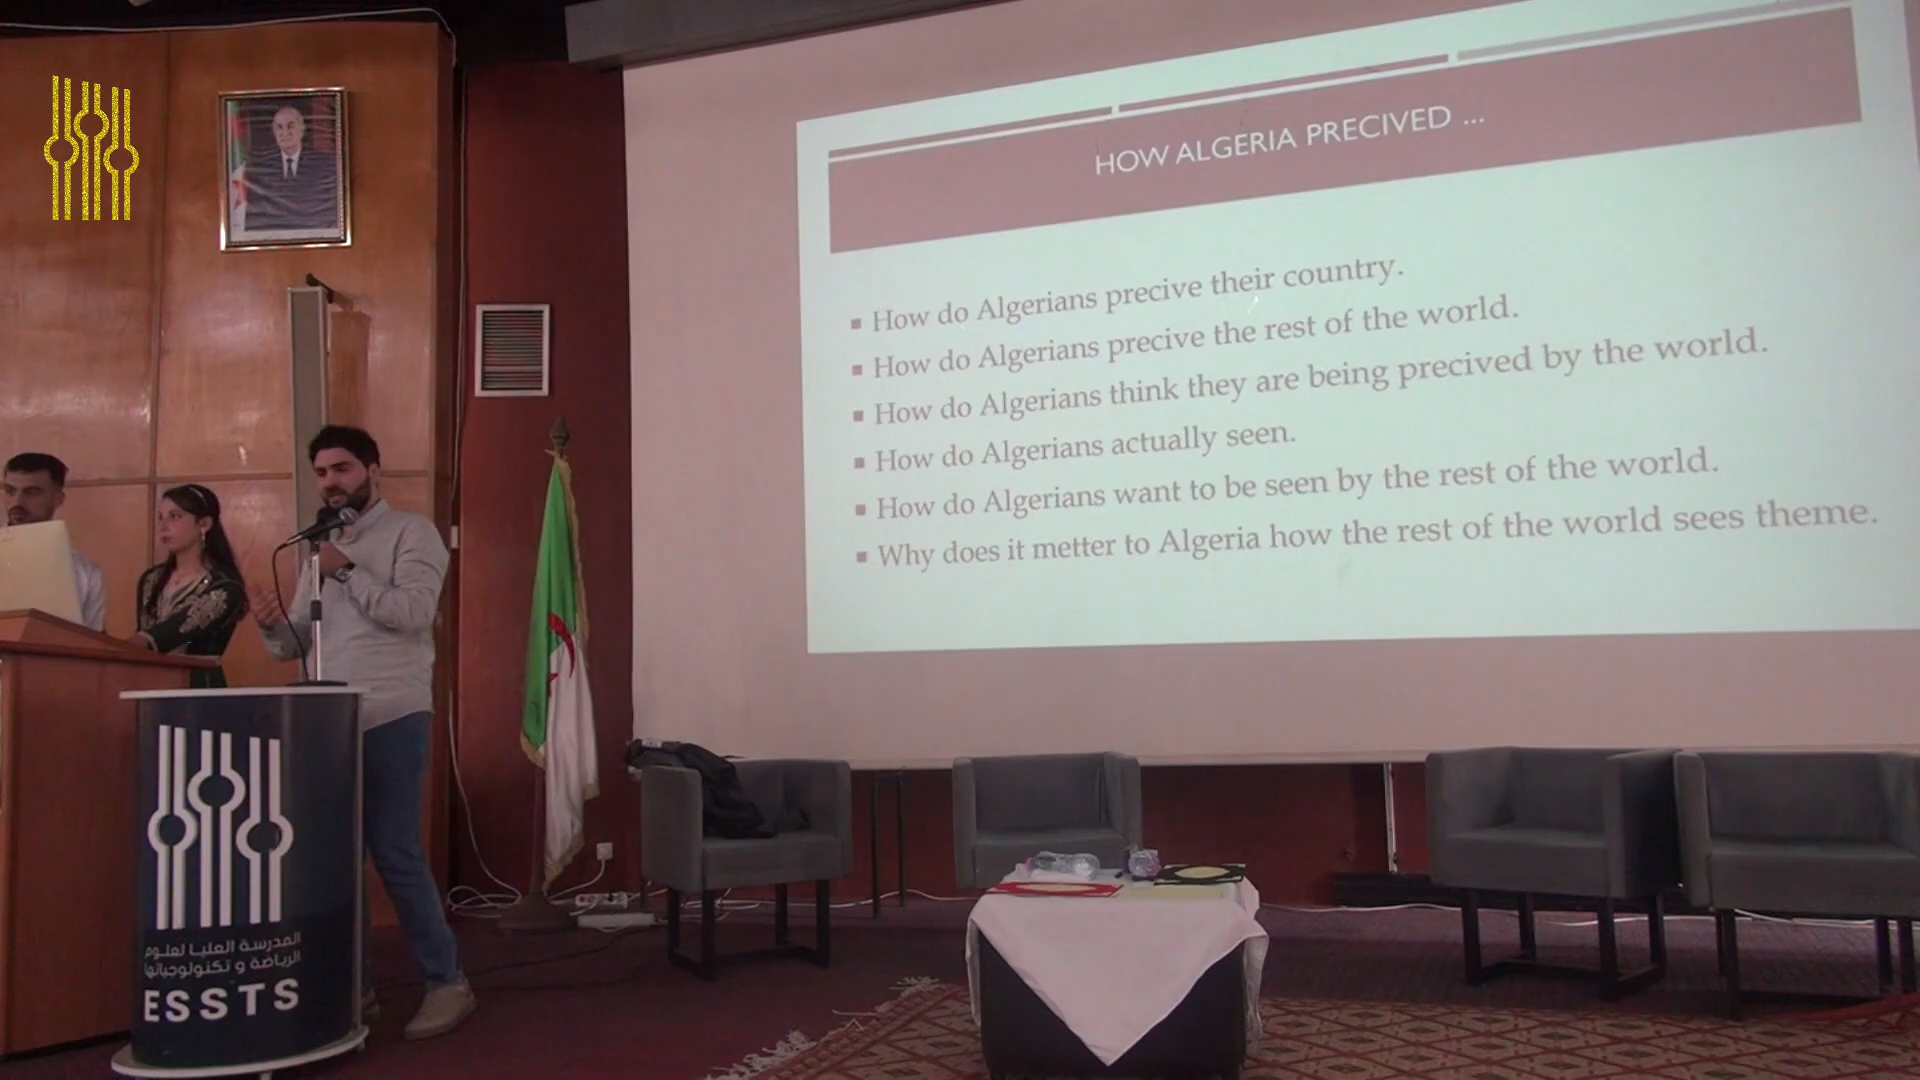 HOW ALGERIA PRECIVED ...
▪ How do Algerians precive their country.
▪ How do Algerians precive the rest of the world.
▪ How do Algerians think they are being precived by the world.
▪ How do Algerians actually seen.
▪ How do Algerians want to be seen by the rest of the world.
▪ Why does it metter to Algeria how the rest of the world sees theme.
المدرسة العليا لعلوم
الرياضة و تكنولوجياتها
ESSTS